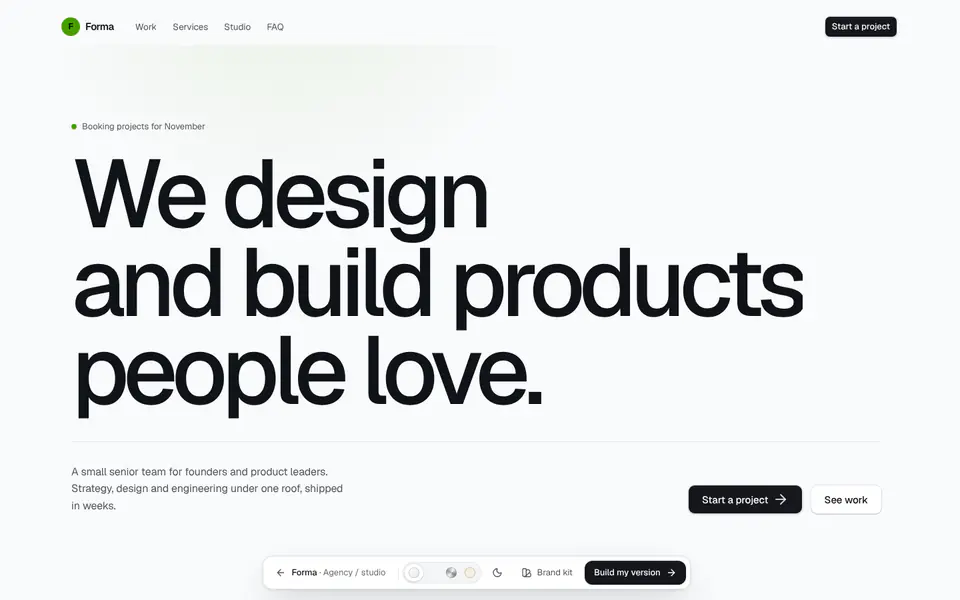 F Forma Work Services Studio FAQ Start a project
Booking projects for November
We design
and build products
people love.
A small senior team for founders and product leaders.
Strategy, design and engineering under one roof, shipped
in weeks.
Start a project → See work
← Forma · Agency / studio Brand kit Build my version →